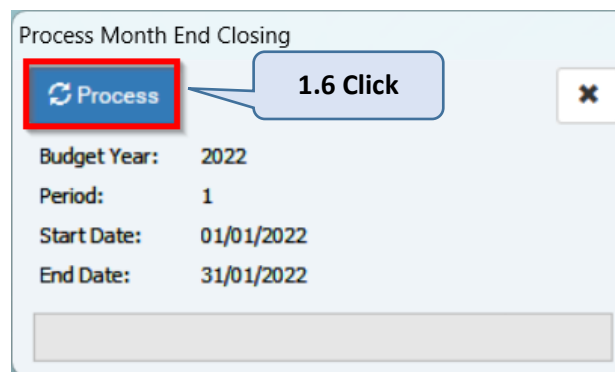 Process Month End Closing
Process
1.6 Click
Budget Year: 2022
Period: 1
Start Date: 01/01/2022
End Date: 31/01/2022